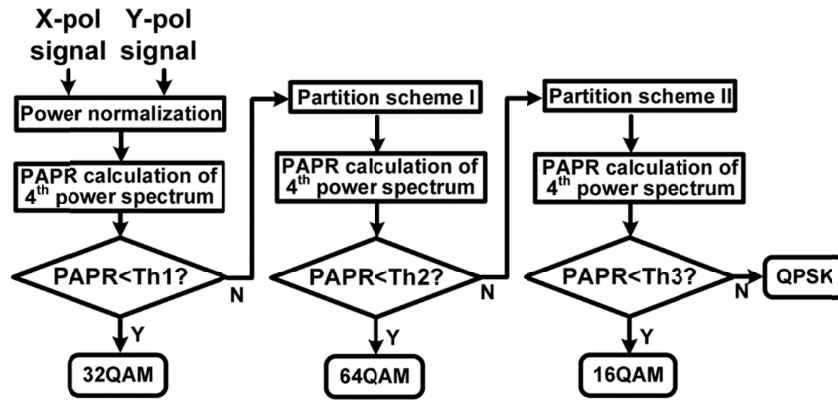 X-pol
signal
Y-pol
signal
Power normalization
PAPR calculation of
4th power spectrum
PAPR<Th1?
N
Y
32QAM
Partition scheme I
PAPR calculation of
4th power spectrum
PAPR<Th2?
N
Y
64QAM
Partition scheme II
PAPR calculation of
4th power spectrum
PAPR<Th3?
N
QPSK
Y
16QAM